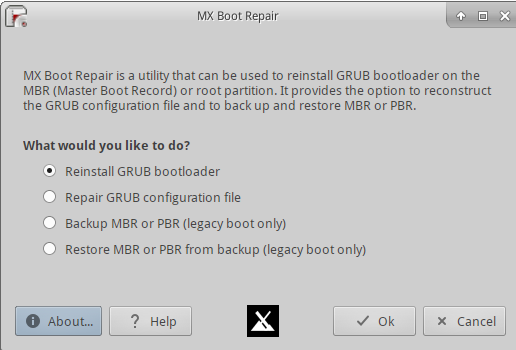 MX Boot Repair
MX Boot Repair is a utility that can be used to reinstall GRUB bootloader on the
MBR (Master Boot Record) or root partition. It provides the option to reconstruct
the GRUB configuration file and to back up and restore MBR or PBR.
What would you like to do?
Reinstall GRUB bootloader
Repair GRUB configuration file
Backup MBR or PBR (legacy boot only)
Restore MBR or PBR from backup (legacy boot only)
About... ? Help Ok Cancel